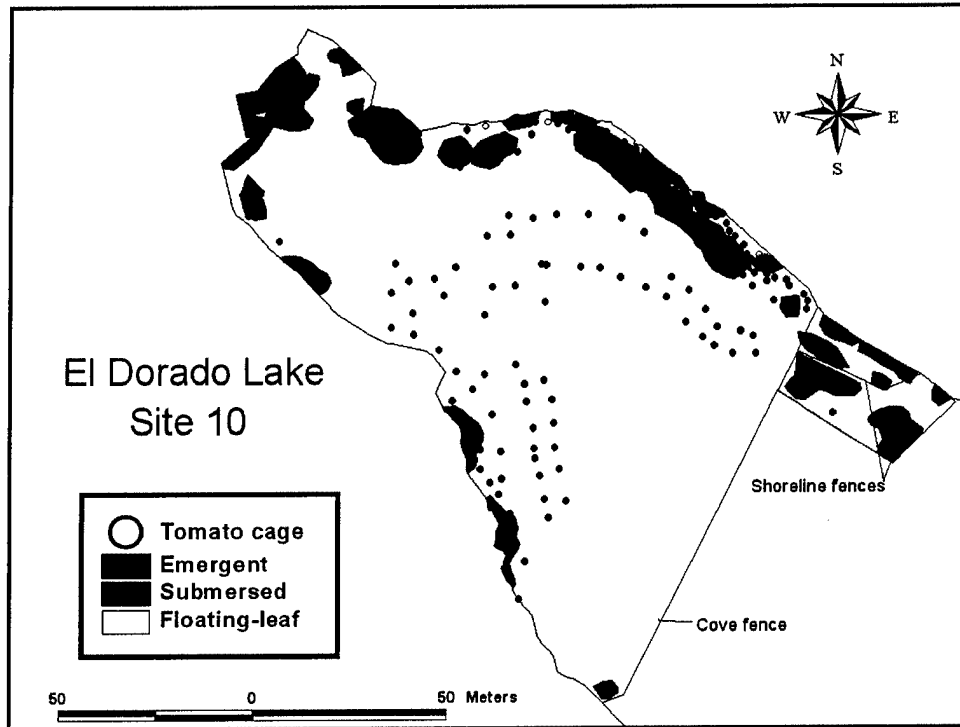 N
W E
S
El Dorado Lake
Site 10
Tomato cage
Emergent
Submersed
Floating-leaf
Shoreline fences
Cove fence
50 0 50 Meters